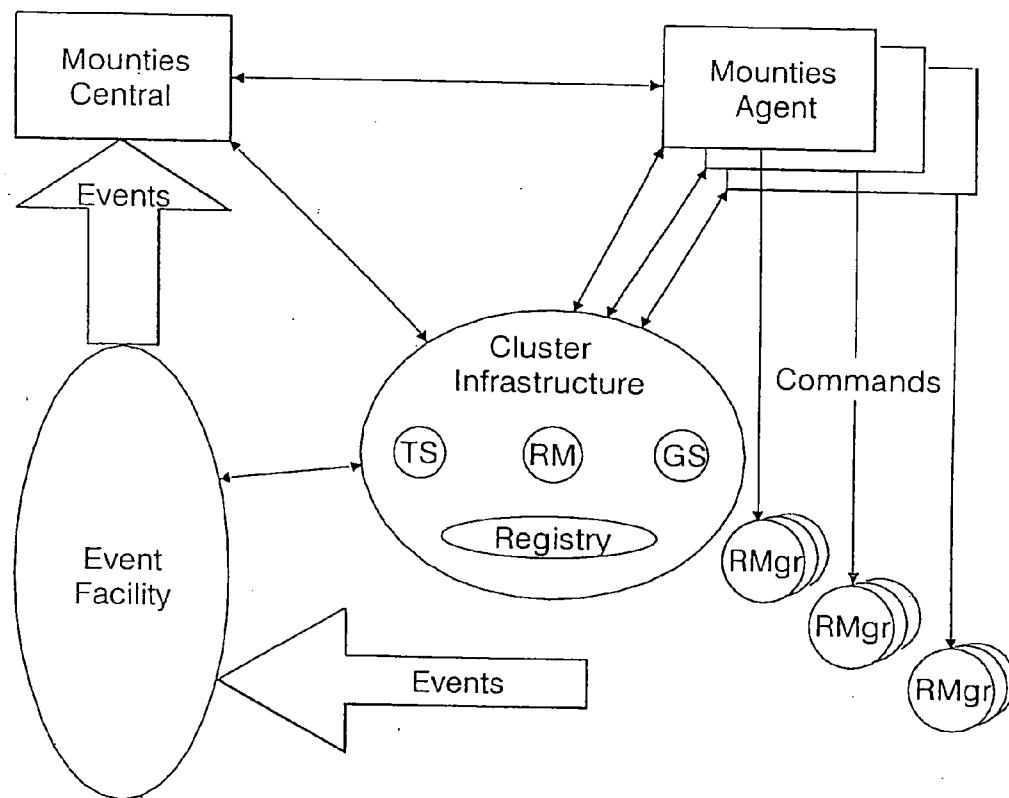 Mounties
Central
Mounties
Agent
Events
Cluster
Infrastructure
Commands
TS
RM
GS
Registry
Event
Facility
RMgr
RMgr
RMgr
Events